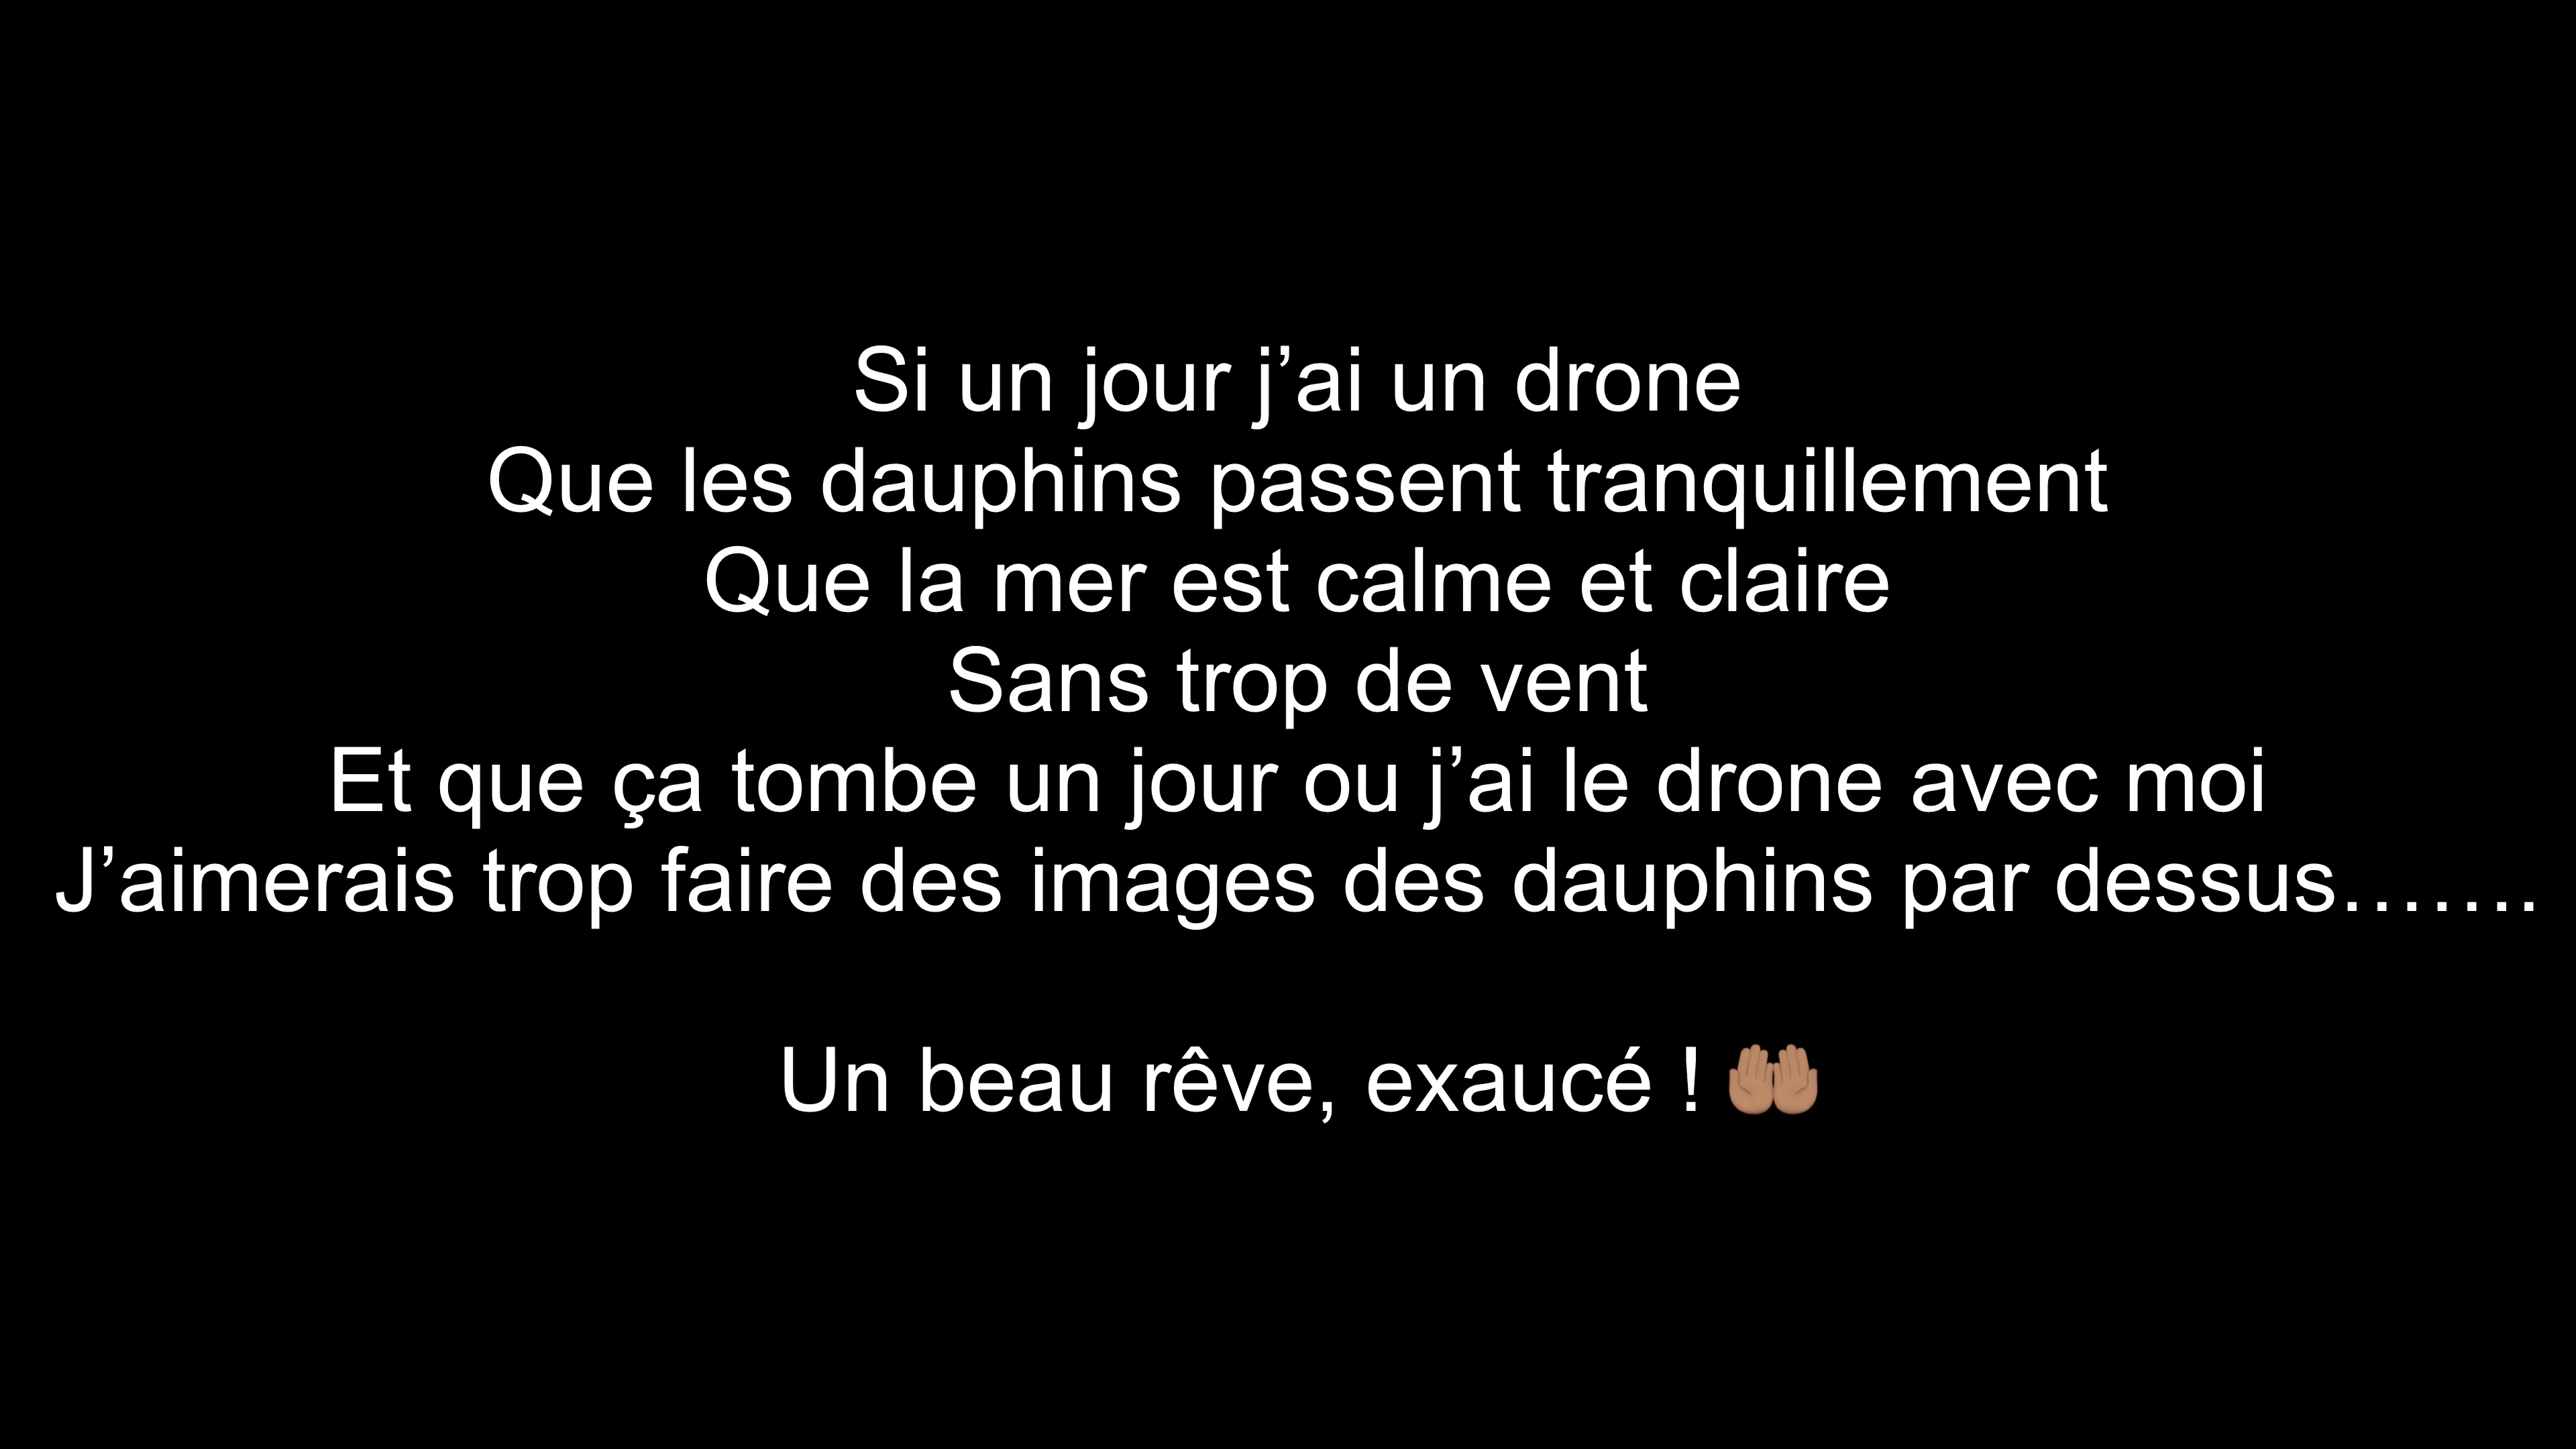 Si un jour j’ai un drone
Que les dauphins passent tranquillement
Que la mer est calme et claire
Sans trop de vent
Et que ça tombe un jour ou j’ai le drone avec moi
J’aimerais trop faire des images des dauphins par dessus…….
Un beau rêve, exaucé ! 🤲🏽